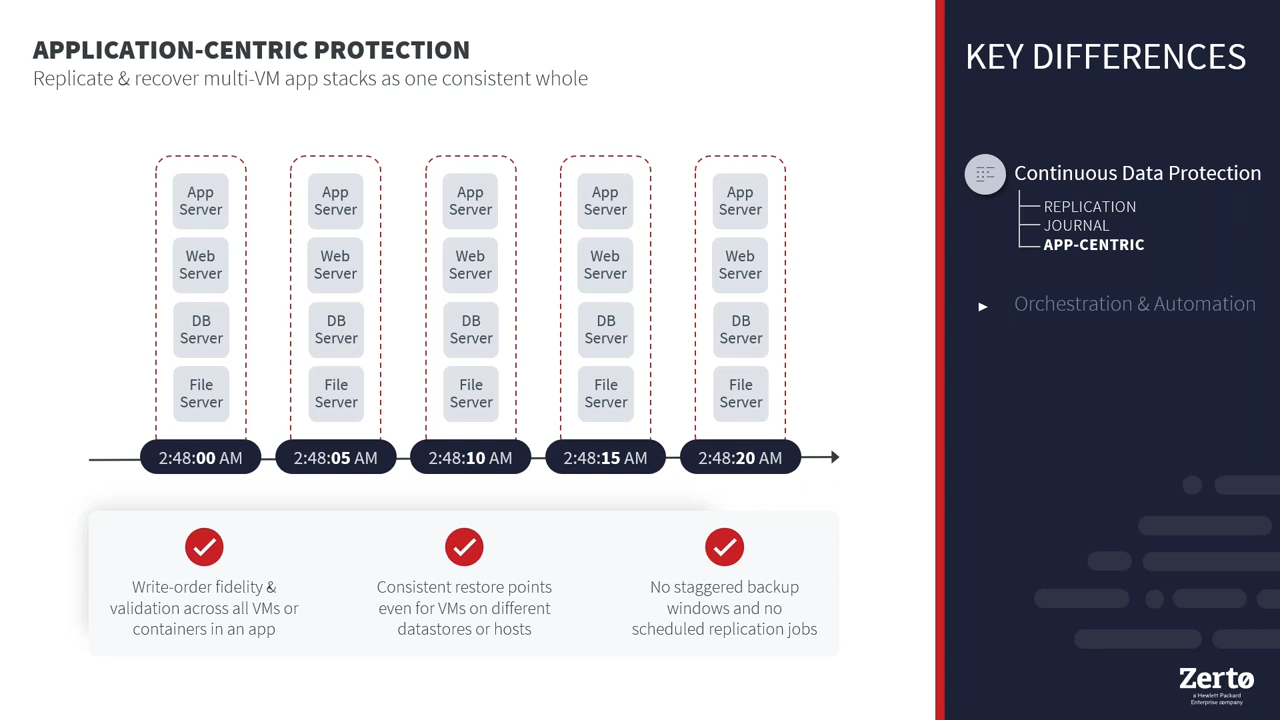 APPLICATION-CENTRIC PROTECTION
Replicate & recover multi-VM app stacks as one consistent whole
App
Server
Web
Server
DB
Server
File
Server
2:48:00 AM
App
Server
Web
Server
DB
Server
File
Server
2:48:05 AM
App
Server
Web
Server
DB
Server
File
Server
2:48:10 AM
App
Server
Web
Server
DB
Server
File
Server
2:48:15 AM
App
Server
Web
Server
DB
Server
File
Server
2:48:20 AM
Write-order fidelity &
validation across all VMs or
containers in an app
Consistent restore points
even for VMs on different
datastores or hosts
No staggered backup
windows and no
scheduled replication jobs
KEY DIFFERENCES
Continuous Data Protection
REPLICATION
JOURNAL
APP-CENTRIC
Orchestration & Automation
Zerto
a Hewlett Packard
Enterprise company